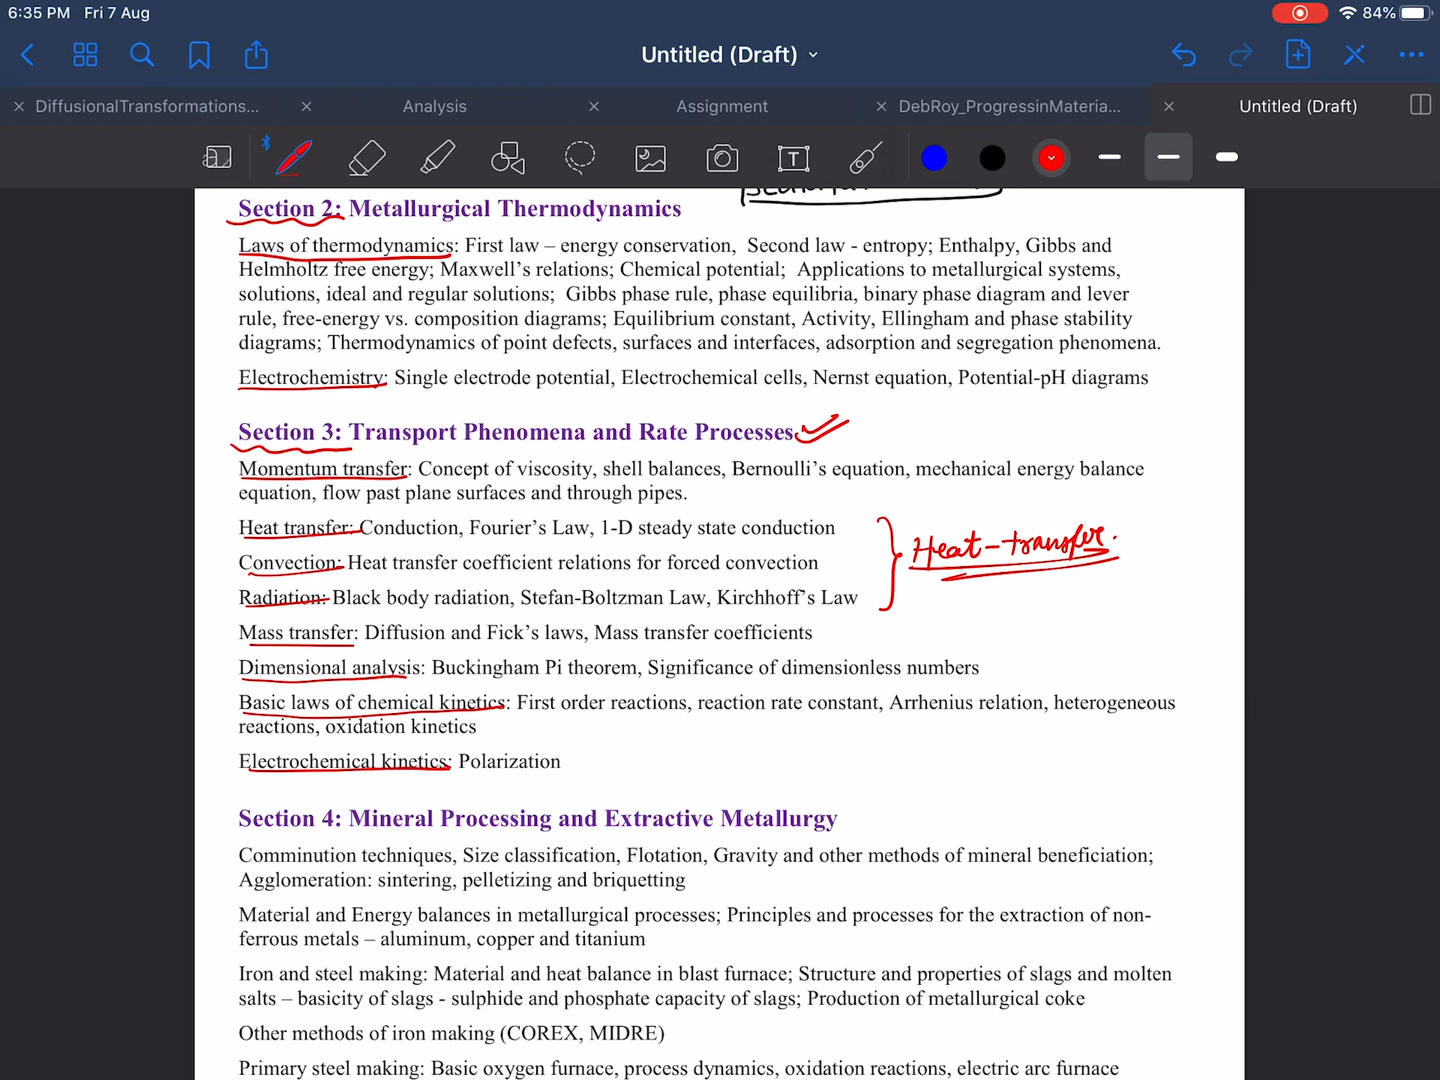 6:35 PM Fri 7 Aug 84%
Untitled (Draft)
DiffusionalTransformations... Analysis Assignment DebRoy_ProgressinMateria... Untitled (Draft)
T
Section 2: Metallurgical Thermodynamics
Laws of thermodynamics: First law – energy conservation, Second law - entropy; Enthalpy, Gibbs and
Helmholtz free energy; Maxwell's relations; Chemical potential; Applications to metallurgical systems,
solutions, ideal and regular solutions; Gibbs phase rule, phase equilibria, binary phase diagram and lever
rule, free-energy vs. composition diagrams; Equilibrium constant, Activity, Ellingham and phase stability
diagrams; Thermodynamics of point defects, surfaces and interfaces, adsorption and segregation phenomena.
Electrochemistry: Single electrode potential, Electrochemical cells, Nernst equation, Potential-pH diagrams
Section 3: Transport Phenomena and Rate Processes
Momentum transfer: Concept of viscosity, shell balances, Bernoulli's equation, mechanical energy balance
equation, flow past plane surfaces and through pipes.
Heat transfer: Conduction, Fourier's Law, 1-D steady state conduction
Heat-transfer.
Convection: Heat transfer coefficient relations for forced convection
Radiation: Black body radiation, Stefan-Boltzman Law, Kirchhoff's Law
Mass transfer: Diffusion and Fick's laws, Mass transfer coefficients
Dimensional analysis: Buckingham Pi theorem, Significance of dimensionless numbers
Basic laws of chemical kinetics: First order reactions, reaction rate constant, Arrhenius relation, heterogeneous
reactions, oxidation kinetics
Electrochemical kinetics: Polarization
Section 4: Mineral Processing and Extractive Metallurgy
Comminution techniques, Size classification, Flotation, Gravity and other methods of mineral beneficiation;
Agglomeration: sintering, pelletizing and briquetting
Material and Energy balances in metallurgical processes; Principles and processes for the extraction of non-
ferrous metals – aluminum, copper and titanium
Iron and steel making: Material and heat balance in blast furnace; Structure and properties of slags and molten
salts – basicity of slags - sulphide and phosphate capacity of slags; Production of metallurgical coke
Other methods of iron making (COREX, MIDRE)
Primary steel making: Basic oxygen furnace, process dynamics, oxidation reactions, electric arc furnace